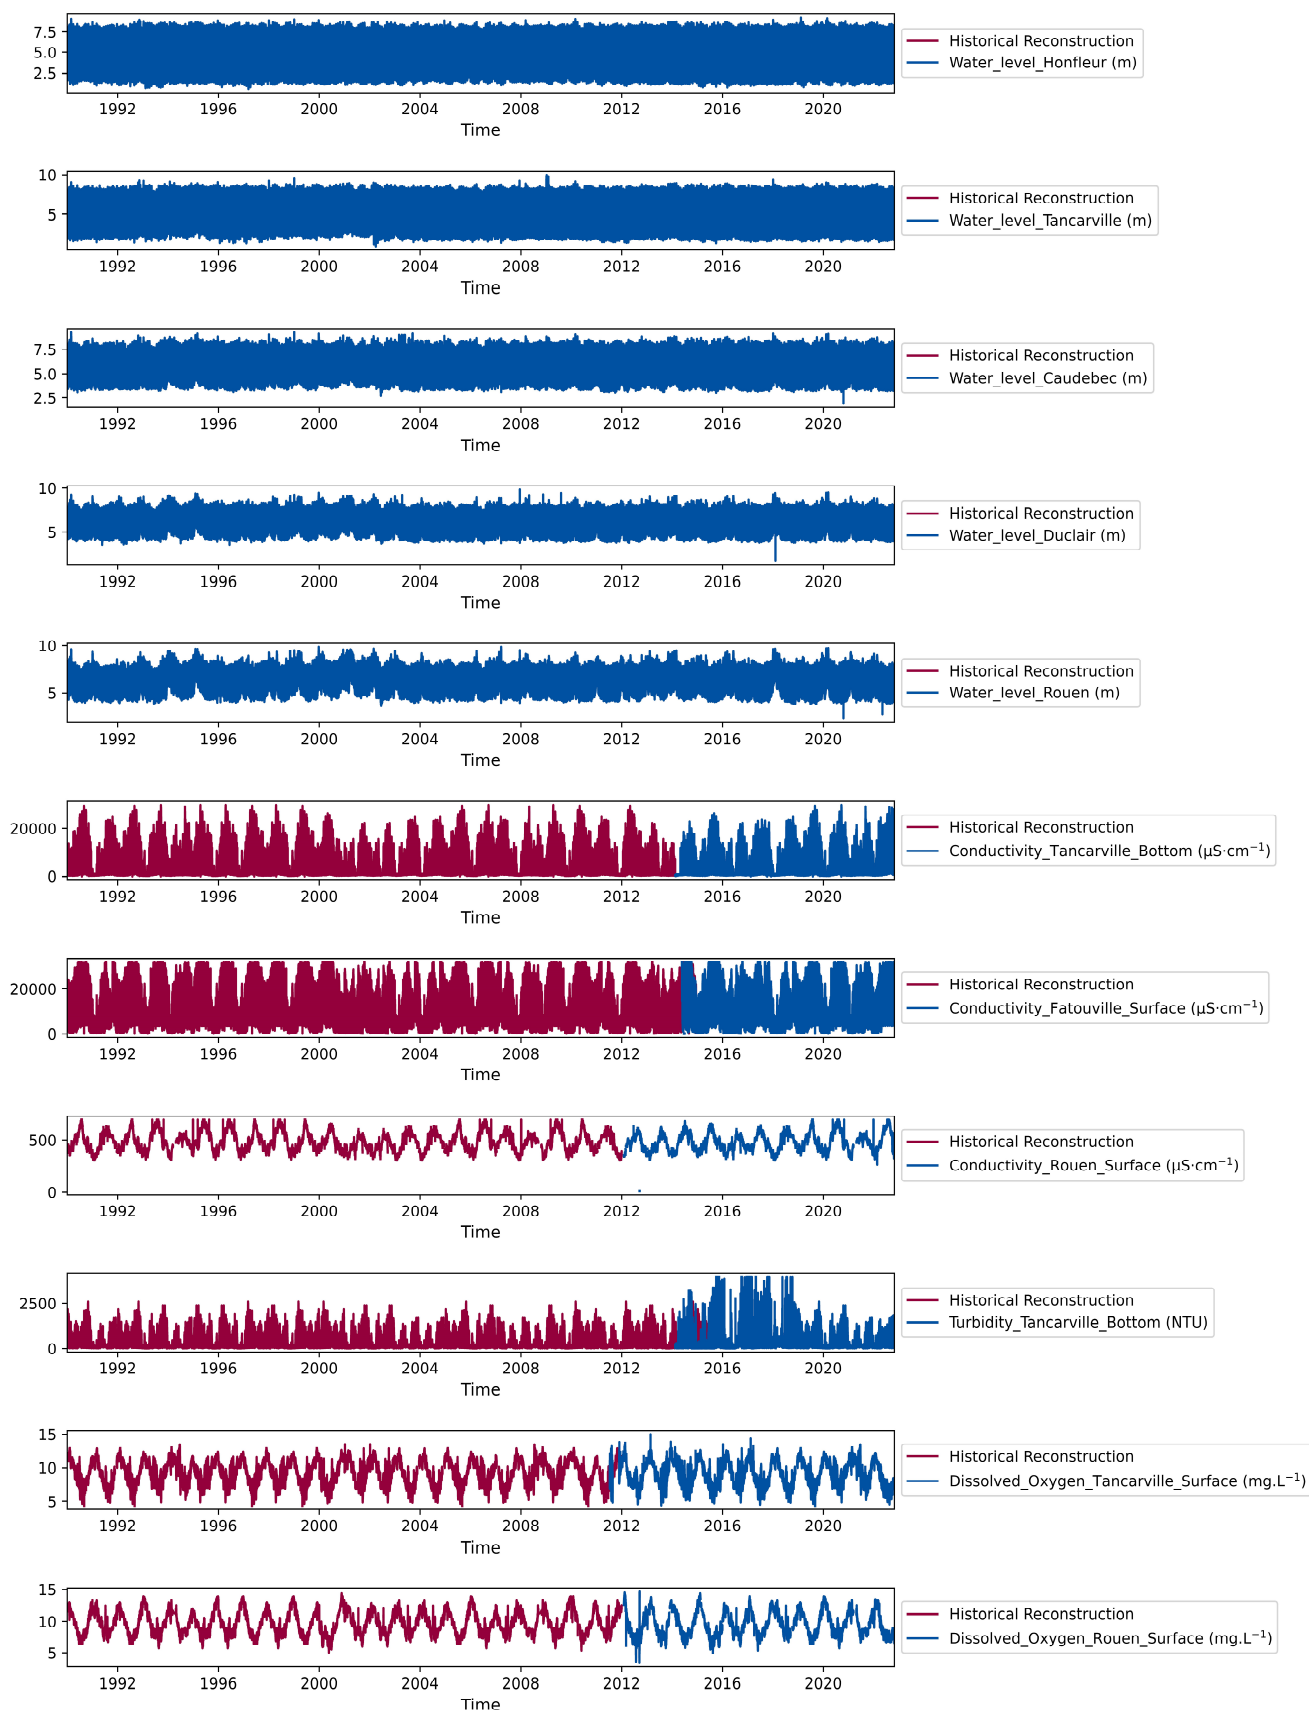 7.5
5.0
2.5
Historical Reconstruction
Water_level_Honfleur (m)
1992 1996 2000 2004 2008 2012 2016 2020
Time
10
5
Historical Reconstruction
Water_level_Tancarville (m)
1992 1996 2000 2004 2008 2012 2016 2020
Time
7.5
5.0
2.5
Historical Reconstruction
Water_level_Caudebec (m)
1992 1996 2000 2004 2008 2012 2016 2020
Time
10
5
Historical Reconstruction
Water_level_Duclair (m)
1992 1996 2000 2004 2008 2012 2016 2020
Time
10
5
Historical Reconstruction
Water_level_Rouen (m)
1992 1996 2000 2004 2008 2012 2016 2020
Time
20000
0
Historical Reconstruction
Conductivity_Tancarville_Bottom (µS·cm⁻¹)
1992 1996 2000 2004 2008 2012 2016 2020
Time
20000
0
Historical Reconstruction
Conductivity_Fatouville_Surface (µS·cm⁻¹)
1992 1996 2000 2004 2008 2012 2016 2020
Time
500
0
Historical Reconstruction
Conductivity_Rouen_Surface (µS·cm⁻¹)
1992 1996 2000 2004 2008 2012 2016 2020
Time
2500
0
Historical Reconstruction
Turbidity_Tancarville_Bottom (NTU)
1992 1996 2000 2004 2008 2012 2016 2020
Time
15
10
5
Historical Reconstruction
Dissolved_Oxygen_Tancarville_Surface (mg.L⁻¹)
1992 1996 2000 2004 2008 2012 2016 2020
Time
15
10
5
Historical Reconstruction
Dissolved_Oxygen_Rouen_Surface (mg.L⁻¹)
1992 1996 2000 2004 2008 2012 2016 2020
Time